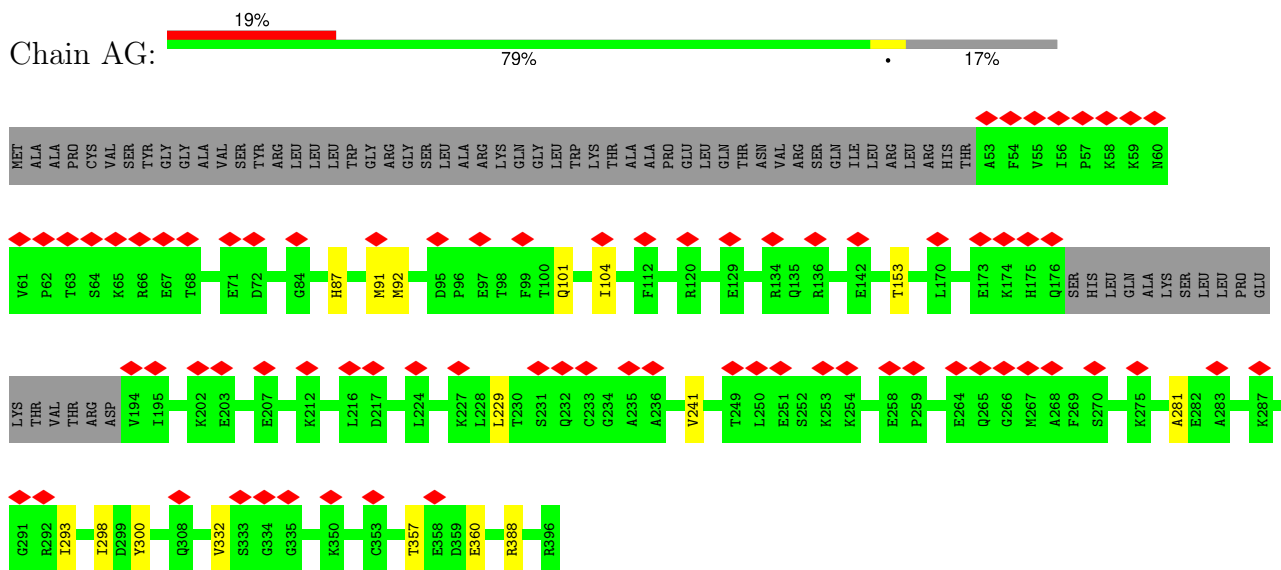 19%
Chain AG:
79% • 17%
MET ALA ALA PRO CYS VAL SER TYR GLY GLY ALA VAL SER TYR ARG LEU LEU LEU TRP GLY ARG GLY SER LEU ALA ARG LYS GLN GLY LEU TRP LYS THR ALA ALA PRO GLU LEU GLN THR ASN VAL ARG SER GLN ILE LEU ARG LEU ARG HIS THR A53 F54 V55 I56 P57 K58 K59 N60
V61 P62 T63 S64 K65 R66 E67 T68 E71 D72 G84 H87 M91 M92 D95 P96 E97 T98 F99 T100 Q101 I104 F112 R120 E129 R134 Q135 R136 E142 T153 L170 E173 K174 H175 Q176 SER HIS LEU GLN ALA LYS SER LEU LEU PRO GLU
LYS THR VAL THR ARG ASP V194 I195 K202 E203 E207 K212 L216 D217 L224 K227 L228 L229 T230 S231 Q232 C233 G234 A235 A236 V241 T249 L250 E251 S252 K253 K254 E258 P259 E264 Q265 G266 M267 A268 F269 S270 K275 A281 E282 A283 K287
G291 R292 I293 I298 D299 Y300 Q308 V332 S333 G334 G335 K350 C353 T357 E358 D359 E360 R388 R396